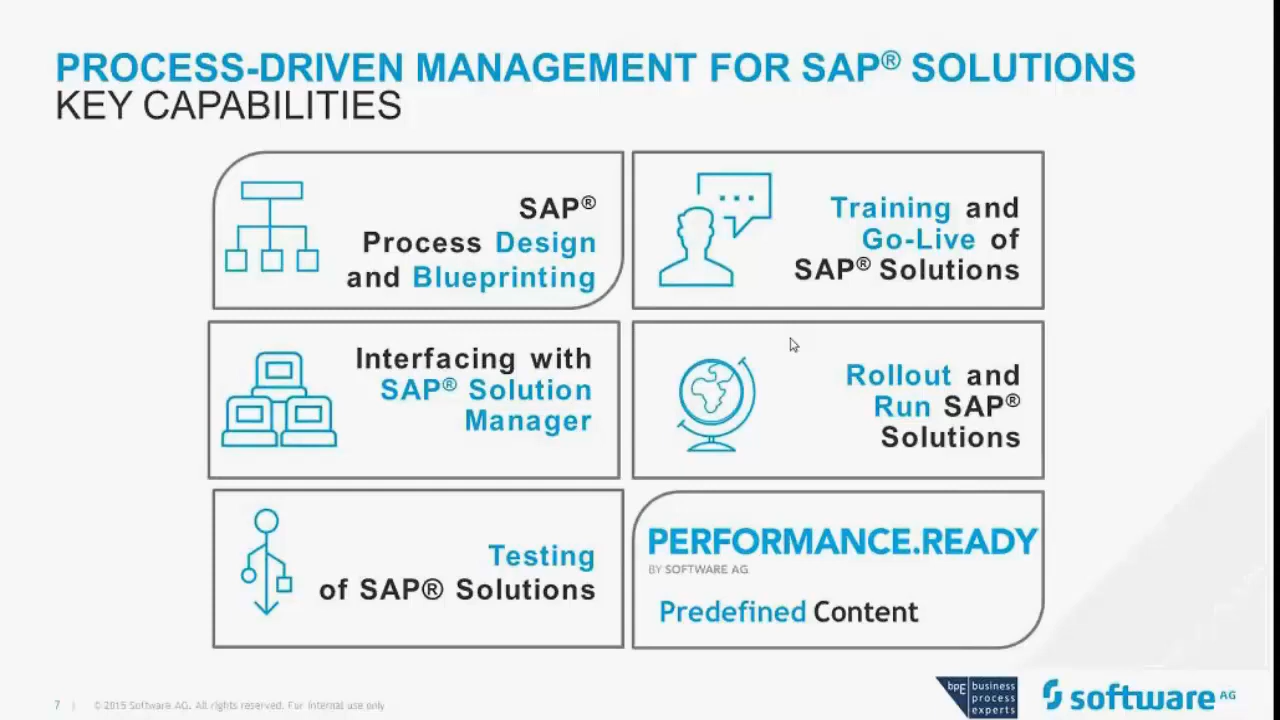 PROCESS-DRIVEN MANAGEMENT FOR SAP® SOLUTIONS
KEY CAPABILITIES
SAP®
Process Design
and Blueprinting
Training and
Go-Live of
SAP® Solutions
Interfacing with
SAP® Solution
Manager
Rollout and
Run SAP®
Solutions
Testing
of SAP® Solutions
PERFORMANCE.READY
BY SOFTWARE AG
Predefined Content
7 | © 2015 Software AG. All rights reserved. For internal use only
bpE business
process
experts
software AG